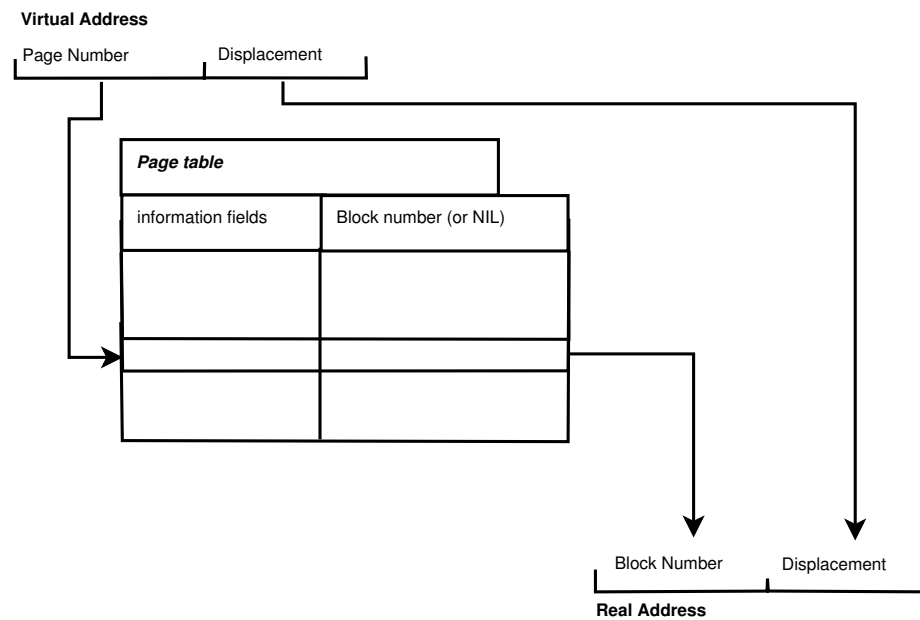 Virtual Address
Page Number Displacement
Page table
information fields Block number (or NIL)
Block Number Displacement
Real Address